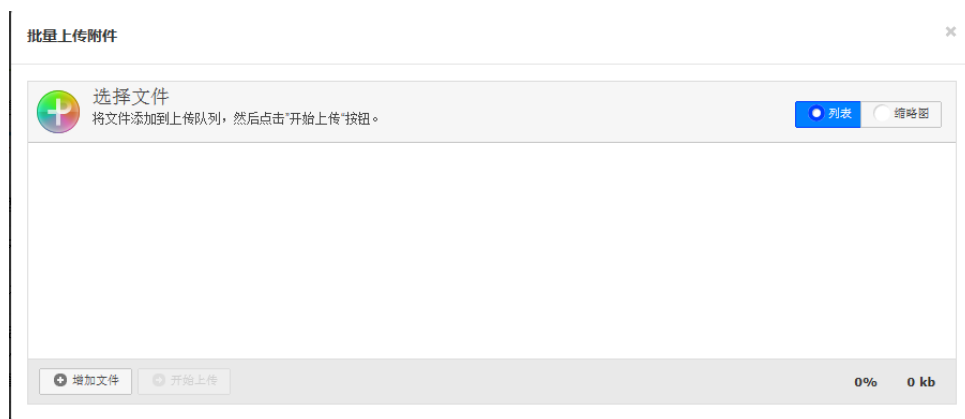 批量上传附件
×
选择文件
将文件添加到上传队列，然后点击"开始上传"按钮。
列表 缩略图
增加文件 开始上传 0% 0 kb